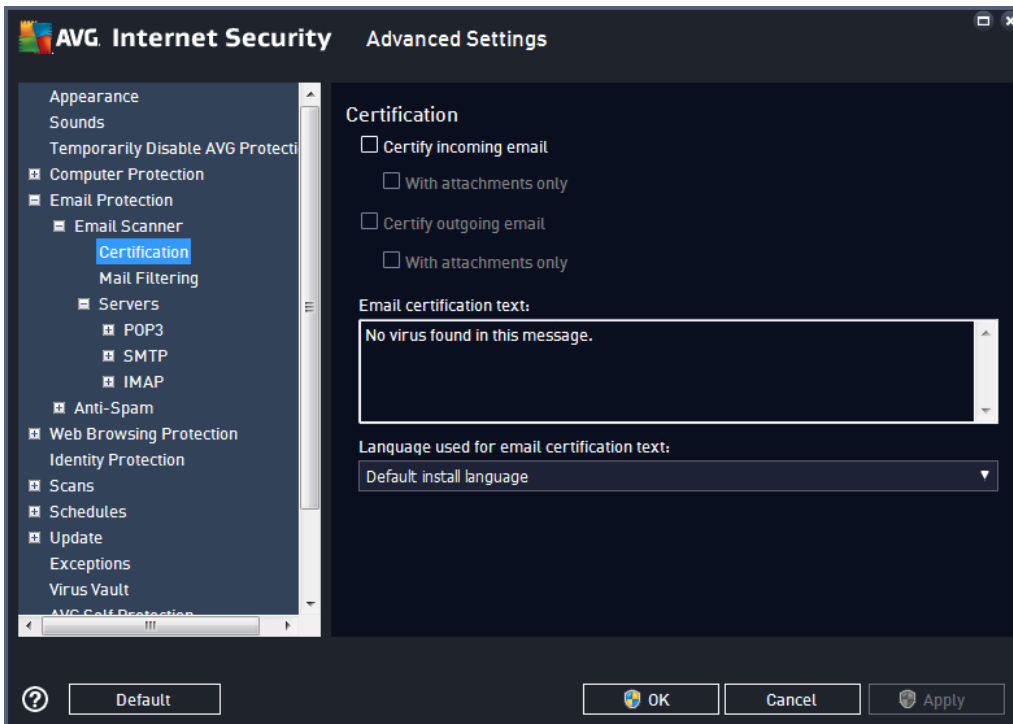 AVG. Internet Security Advanced Settings
Appearance
Sounds
Temporarily Disable AVG Protecti
Computer Protection
Email Protection
Email Scanner
Certification
Mail Filtering
Servers
POP3
SMTP
IMAP
Anti-Spam
Web Browsing Protection
Identity Protection
Scans
Schedules
Update
Exceptions
Virus Vault
AVG Self Protection
Certification
Certify incoming email
With attachments only
Certify outgoing email
With attachments only
Email certification text:
No virus found in this message.
Language used for email certification text:
Default install language
Default
OK
Cancel
Apply